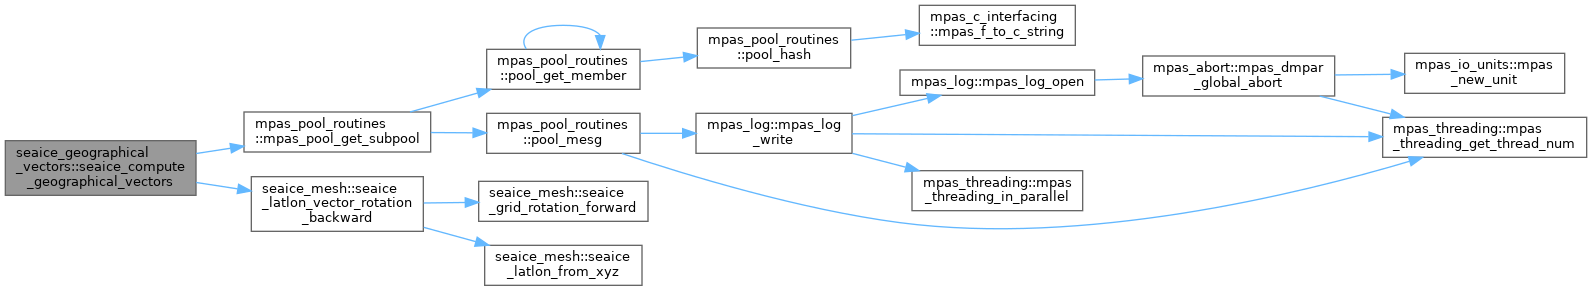 seaice_geographical
_vectors::seaice_compute
_geographical_vectors
mpas_pool_routines
::mpas_pool_get_subpool
seaice_mesh::seaice
_latlon_vector_rotation
_backward
mpas_pool_routines
::pool_get_member
mpas_pool_routines
::pool_mesg
seaice_mesh::seaice
_grid_rotation_forward
seaice_mesh::seaice
_latlon_from_xyz
mpas_pool_routines
::pool_hash
mpas_log::mpas_log
_write
mpas_c_interfacing
::mpas_f_to_c_string
mpas_log::mpas_log_open
mpas_threading::mpas
_threading_in_parallel
mpas_abort::mpas_dmpar
_global_abort
mpas_io_units::mpas
_new_unit
mpas_threading::mpas
_threading_get_thread_num